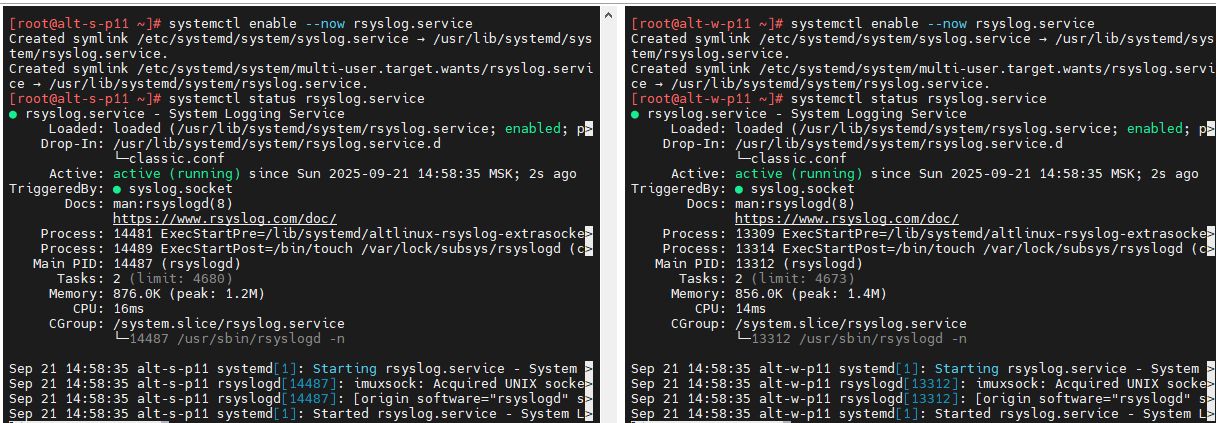 [root@alt-s-p11 ~]# systemctl enable --now rsyslog.service
Created symlink /etc/systemd/system/syslog.service → /usr/lib/systemd/sys
tem/rsyslog.service.
Created symlink /etc/systemd/system/multi-user.target.wants/rsyslog.servi
ce → /usr/lib/systemd/system/rsyslog.service.
[root@alt-s-p11 ~]# systemctl status rsyslog.service
● rsyslog.service - System Logging Service
Loaded: loaded (/usr/lib/systemd/system/rsyslog.service; enabled; p>
Drop-In: /usr/lib/systemd/system/rsyslog.service.d
└─classic.conf
Active: active (running) since Sun 2025-09-21 14:58:35 MSK; 2s ago
TriggeredBy: ● syslog.socket
Docs: man:rsyslogd(8)
https://www.rsyslog.com/doc/
Process: 14481 ExecStartPre=/lib/systemd/altlinux-rsyslog-extrasocke>
Process: 14489 ExecStartPost=/bin/touch /var/lock/subsys/rsyslogd (c>
Main PID: 14487 (rsyslogd)
Tasks: 2 (limit: 4680)
Memory: 876.0K (peak: 1.2M)
CPU: 16ms
CGroup: /system.slice/rsyslog.service
└─14487 /usr/sbin/rsyslogd -n
Sep 21 14:58:35 alt-s-p11 systemd[1]: Starting rsyslog.service - System >
Sep 21 14:58:35 alt-s-p11 rsyslogd[14487]: imuxsock: Acquired UNIX socke>
Sep 21 14:58:35 alt-s-p11 rsyslogd[14487]: [origin software="rsyslogd" s>
Sep 21 14:58:35 alt-s-p11 systemd[1]: Started rsyslog.service - System L>
[root@alt-w-p11 ~]# systemctl enable --now rsyslog.service
Created symlink /etc/systemd/system/syslog.service → /usr/lib/systemd/sys
tem/rsyslog.service.
Created symlink /etc/systemd/system/multi-user.target.wants/rsyslog.servi
ce → /usr/lib/systemd/system/rsyslog.service.
[root@alt-w-p11 ~]# systemctl status rsyslog.service
● rsyslog.service - System Logging Service
Loaded: loaded (/usr/lib/systemd/system/rsyslog.service; enabled; p>
Drop-In: /usr/lib/systemd/system/rsyslog.service.d
└─classic.conf
Active: active (running) since Sun 2025-09-21 14:58:35 MSK; 2s ago
TriggeredBy: ● syslog.socket
Docs: man:rsyslogd(8)
https://www.rsyslog.com/doc/
Process: 13309 ExecStartPre=/lib/systemd/altlinux-rsyslog-extrasocke>
Process: 13314 ExecStartPost=/bin/touch /var/lock/subsys/rsyslogd (c>
Main PID: 13312 (rsyslogd)
Tasks: 2 (limit: 4673)
Memory: 856.0K (peak: 1.4M)
CPU: 14ms
CGroup: /system.slice/rsyslog.service
└─13312 /usr/sbin/rsyslogd -n
Sep 21 14:58:35 alt-w-p11 systemd[1]: Starting rsyslog.service - System >
Sep 21 14:58:35 alt-w-p11 rsyslogd[13312]: imuxsock: Acquired UNIX socke>
Sep 21 14:58:35 alt-w-p11 rsyslogd[13312]: [origin software="rsyslogd" s>
Sep 21 14:58:35 alt-w-p11 systemd[1]: Started rsyslog.service - System L>